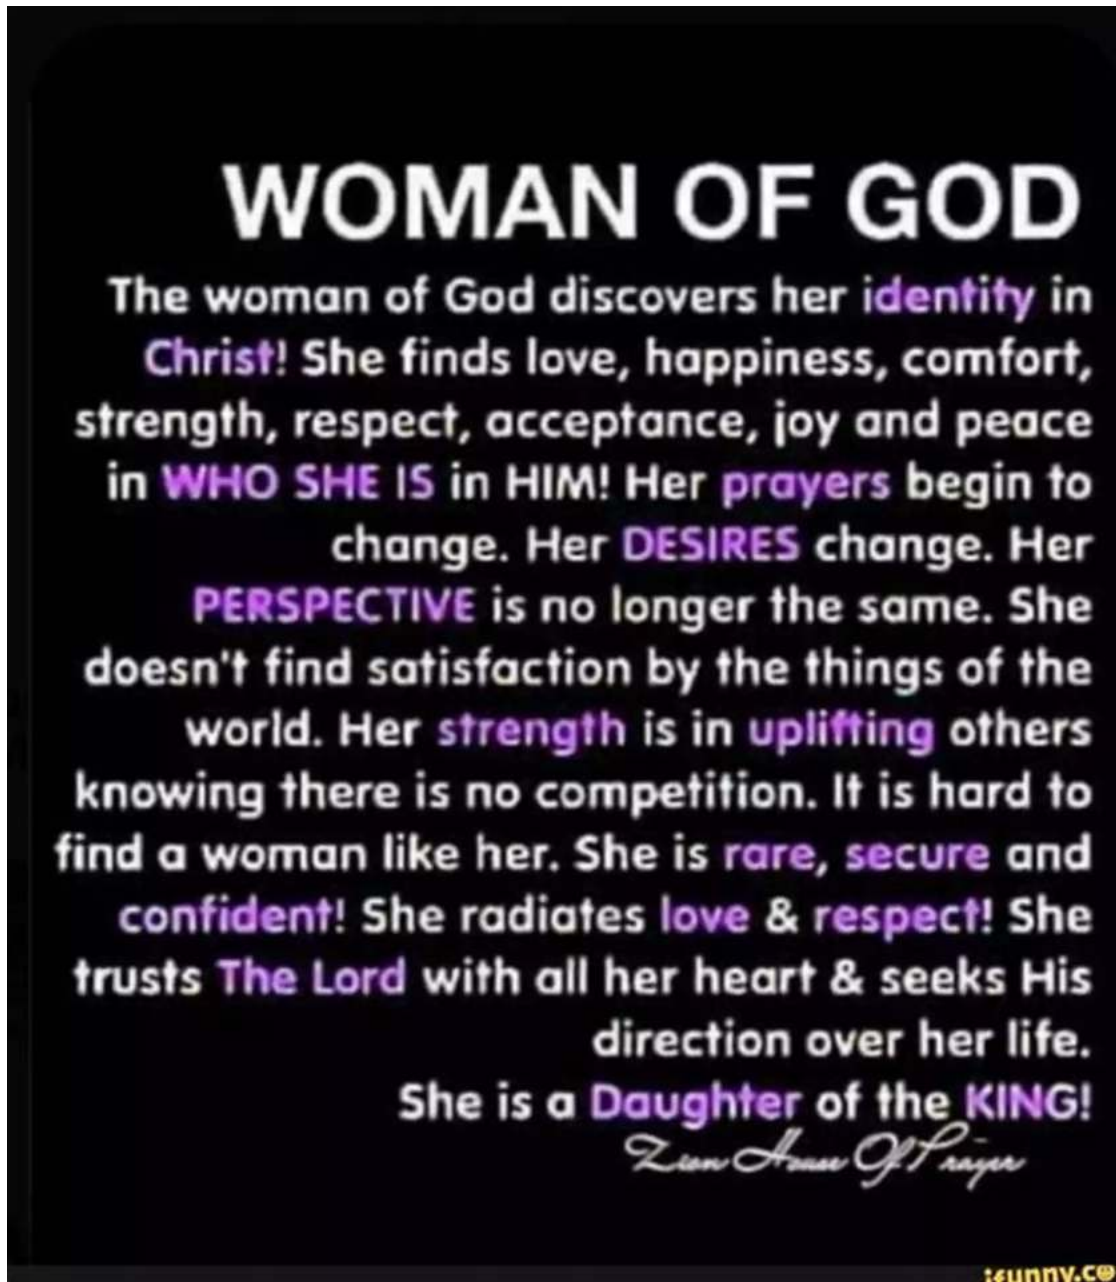 WOMAN OF GOD
The woman of God discovers her identity in
Christ! She finds love, happiness, comfort,
strength, respect, acceptance, joy and peace
in WHO SHE IS in HIM! Her prayers begin to
change. Her DESIRES change. Her
PERSPECTIVE is no longer the same. She
doesn't find satisfaction by the things of the
world. Her strength is in uplifting others
knowing there is no competition. It is hard to
find a woman like her. She is rare, secure and
confident! She radiates love & respect! She
trusts The Lord with all her heart & seeks His
direction over her life.
She is a Daughter of the KING!
Zion House Of Prayer
ifunny.co